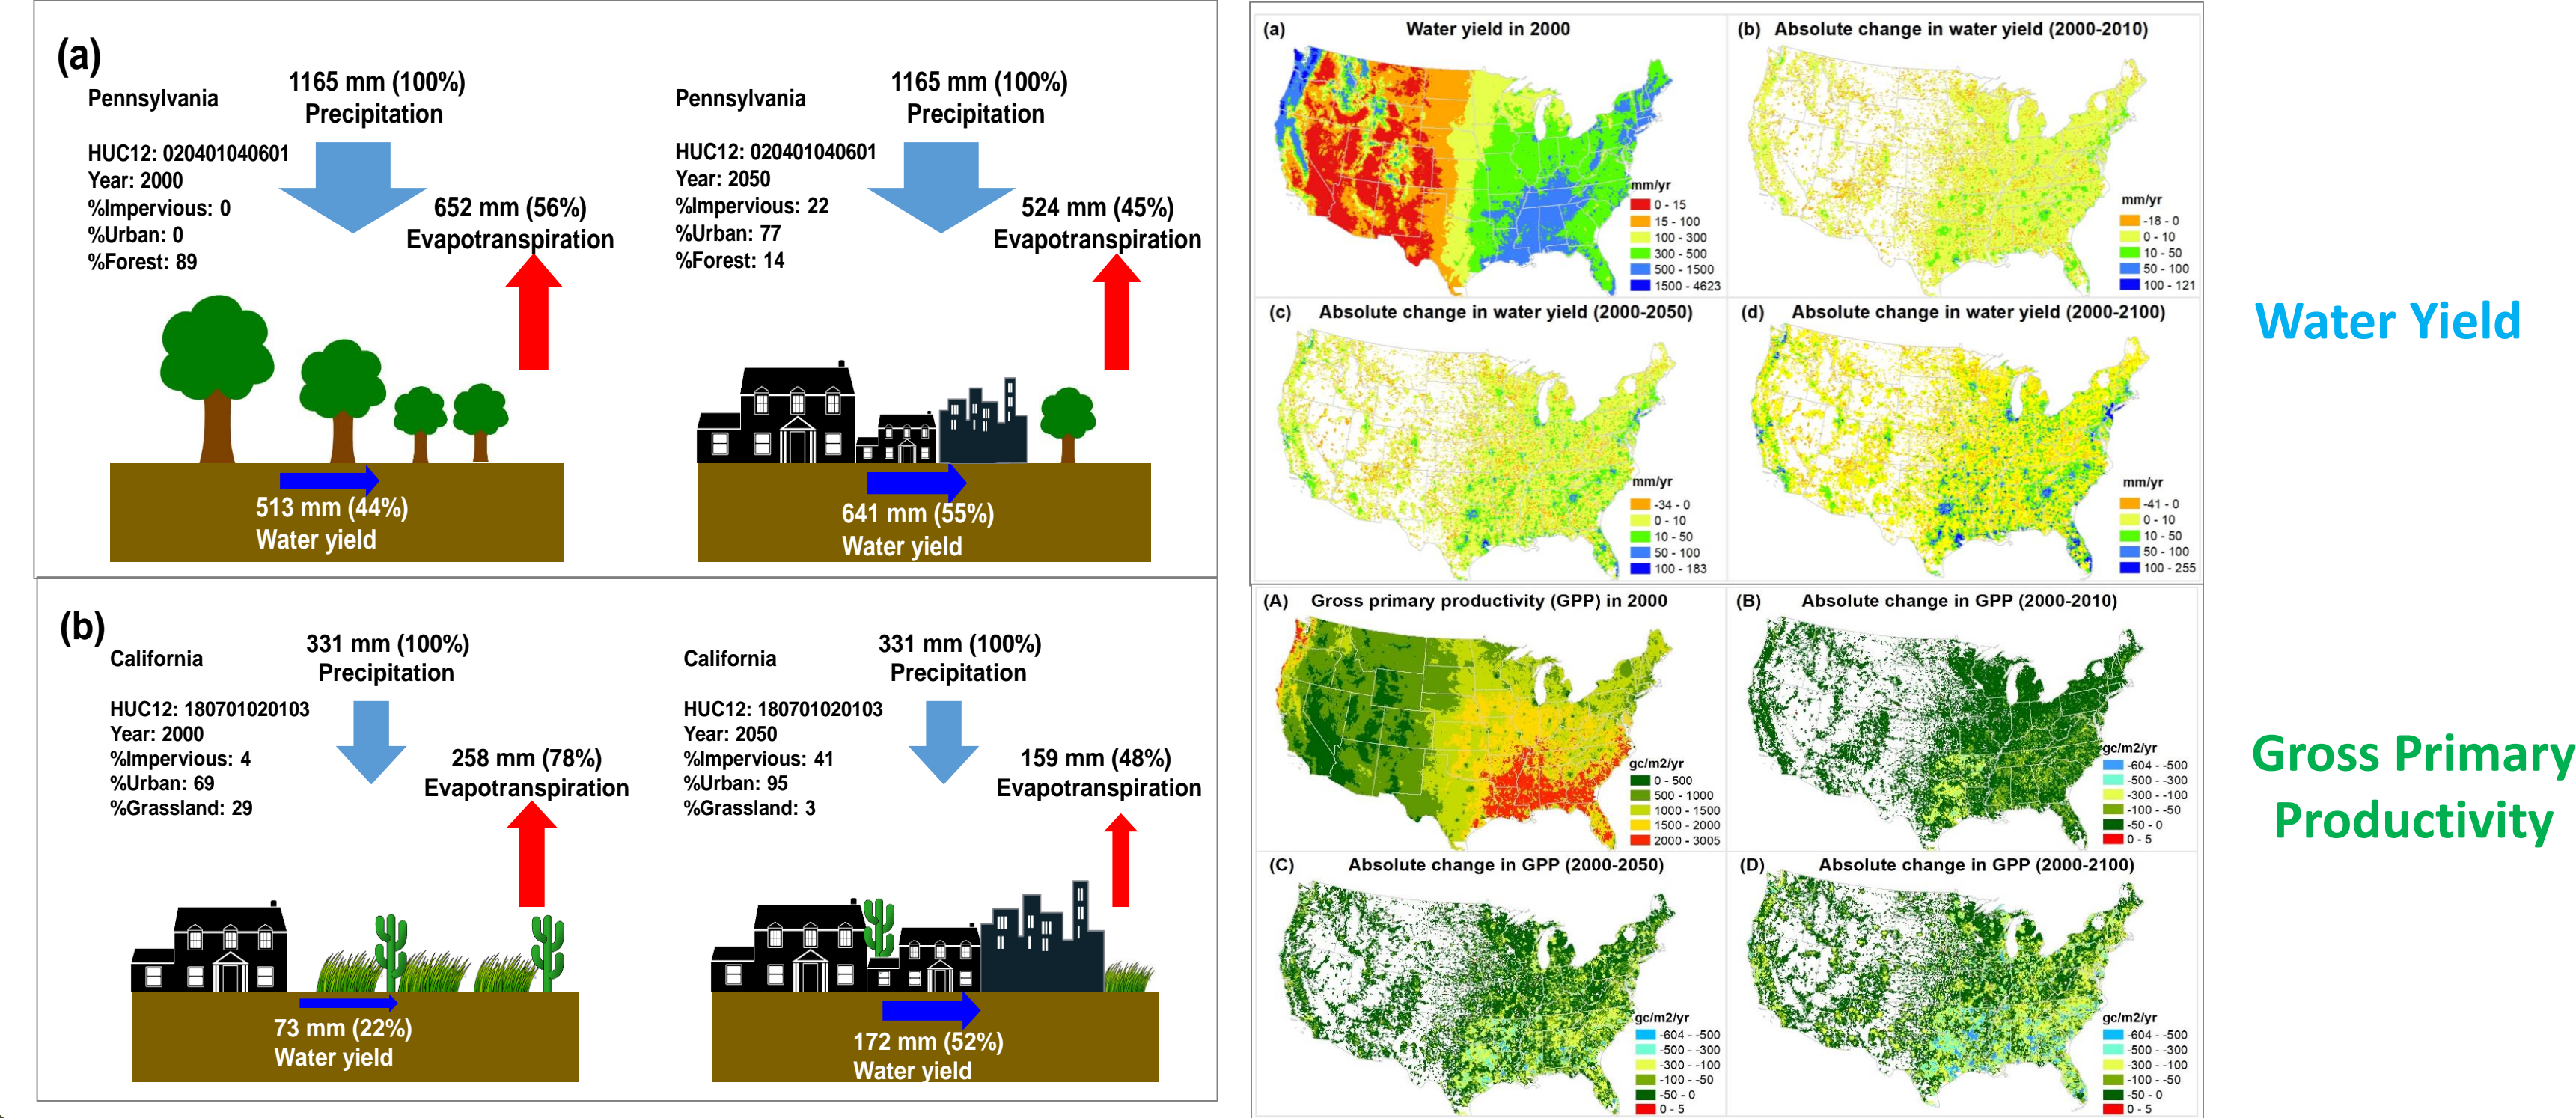 (a)
Pennsylvania
1165 mm (100%)
Precipitation
HUC12: 020401040601
Year: 2000
%Impervious: 0
%Urban: 0
%Forest: 89
652 mm (56%)
Evapotranspiration
513 mm (44%)
Water yield
Pennsylvania
1165 mm (100%)
Precipitation
HUC12: 020401040601
Year: 2050
%Impervious: 22
%Urban: 77
%Forest: 14
524 mm (45%)
Evapotranspiration
641 mm (55%)
Water yield
(b)
California
331 mm (100%)
Precipitation
HUC12: 180701020103
Year: 2000
%Impervious: 4
%Urban: 69
%Grassland: 29
258 mm (78%)
Evapotranspiration
73 mm (22%)
Water yield
California
331 mm (100%)
Precipitation
HUC12: 180701020103
Year: 2050
%Impervious: 41
%Urban: 95
%Grassland: 3
159 mm (48%)
Evapotranspiration
172 mm (52%)
Water yield
(a) Water yield in 2000
mm/yr
0 - 15
15 - 100
100 - 300
300 - 500
500 - 1500
1500 - 4623
(b) Absolute change in water yield (2000-2010)
mm/yr
-18 - 0
0 - 10
10 - 50
50 - 100
100 - 121
(c) Absolute change in water yield (2000-2050)
mm/yr
-34 - 0
0 - 10
10 - 50
50 - 100
100 - 183
(d) Absolute change in water yield (2000-2100)
mm/yr
-41 - 0
0 - 10
10 - 50
50 - 100
100 - 255
Water Yield
(A) Gross primary productivity (GPP) in 2000
gc/m2/yr
0 - 500
500 - 1000
1000 - 1500
1500 - 2000
2000 - 3005
(B) Absolute change in GPP (2000-2010)
gc/m2/yr
-604 - -500
-500 - -300
-300 - -100
-100 - -50
-50 - 0
0 - 5
(C) Absolute change in GPP (2000-2050)
gc/m2/yr
-604 - -500
-500 - -300
-300 - -100
-100 - -50
-50 - 0
0 - 5
(D) Absolute change in GPP (2000-2100)
gc/m2/yr
-604 - -500
-500 - -300
-300 - -100
-100 - -50
-50 - 0
0 - 5
Gross Primary
Productivity